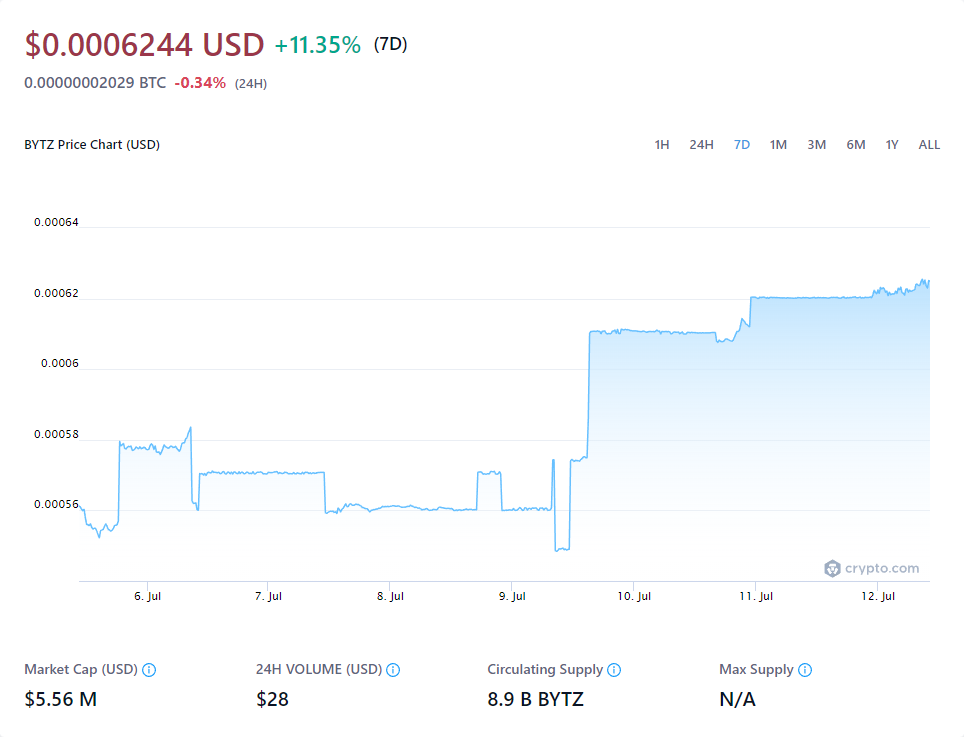 $0.0006244 USD +11.35% (7D)
0.00000002029 BTC -0.34% (24H)
BYTZ Price Chart (USD) 1H 24H 7D 1M 3M 6M 1Y ALL
0.00064
0.00062
0.0006
0.00058
0.00056
crypto.com
6. Jul 7. Jul 8. Jul 9. Jul 10. Jul 11. Jul 12. Jul
Market Cap (USD) 24H VOLUME (USD) Circulating Supply Max Supply
$5.56 M $28 8.9 B BYTZ N/A